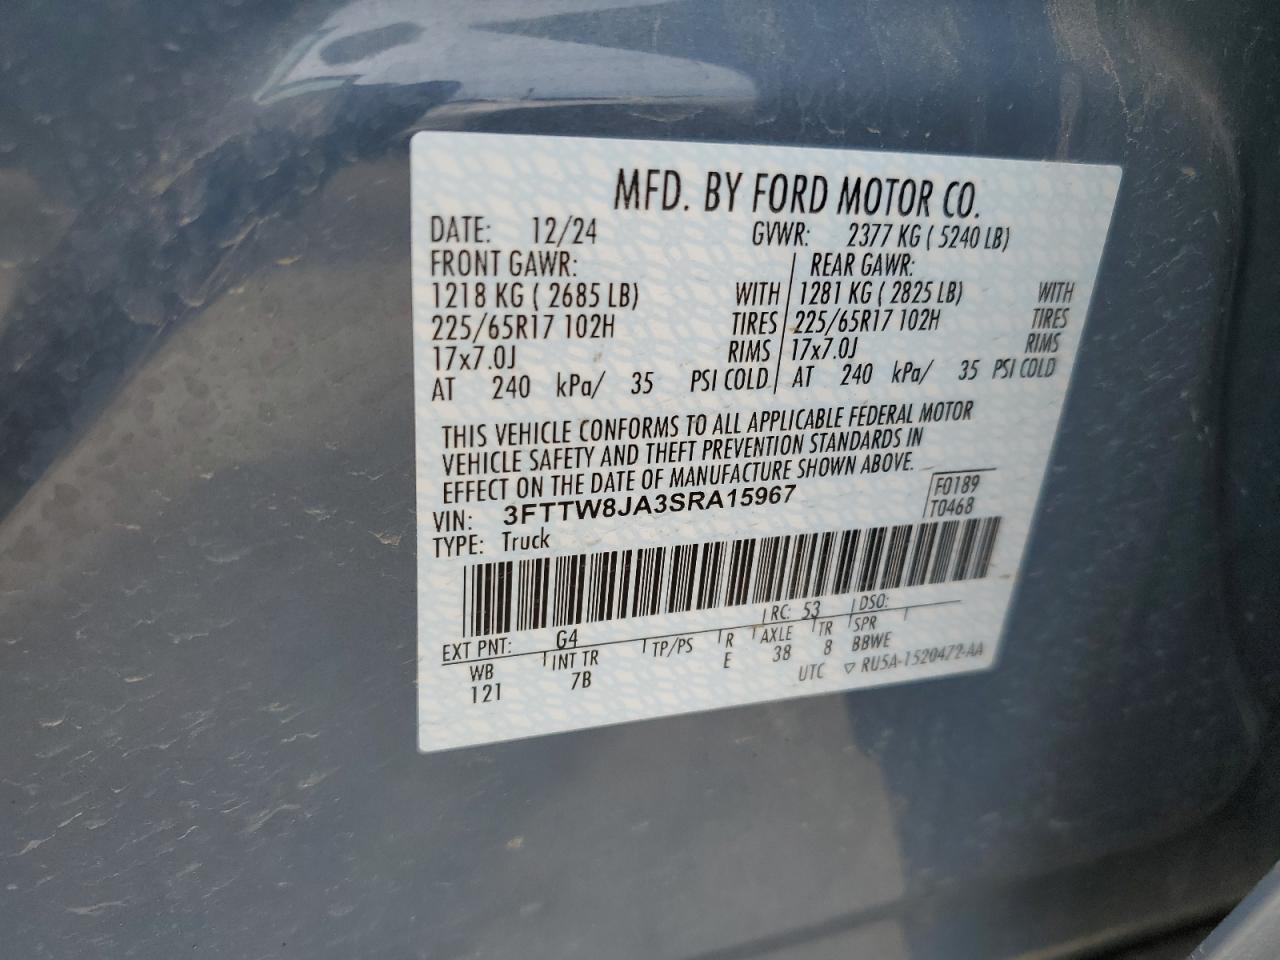 MFD. BY FORD MOTOR CO.
DATE: 12/24 GVWR: 2377 KG ( 5240 LB)
FRONT GAWR: REAR GAWR:
1218 KG ( 2685 LB) WITH 1281 KG ( 2825 LB) WITH
225/65R17 102H TIRES 225/65R17 102H TIRES
17x7.0J RIMS 17x7.0J RIMS
AT 240 kPa/ 35 PSI COLD AT 240 kPa/ 35 PSI COLD
THIS VEHICLE CONFORMS TO ALL APPLICABLE FEDERAL MOTOR
VEHICLE SAFETY AND THEFT PREVENTION STANDARDS IN
EFFECT ON THE DATE OF MANUFACTURE SHOWN ABOVE.
F0189
VIN: 3FTTW8JA3SRA15967 T0468
TYPE: Truck
EXT PNT: G4 RC: 53 DSO:
WB INT TR TP/PS R AXLE TR SPR
121 7B E 38 8 BBWE
UTC ▽ RU5A-1520472-AA